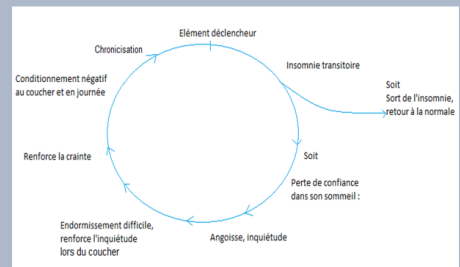 Elément déclencheur
Insomnie transitoire
Soit
Sort de l'insomnie,
retour à la normale
Soit
Perte de confiance
dans son sommeil :
Angoisse, inquiétude
Endormissement difficile,
renforce l'inquiétude
lors du coucher
Renforce la crainte
Conditionnement négatif
au coucher et en journée
Chronicisation